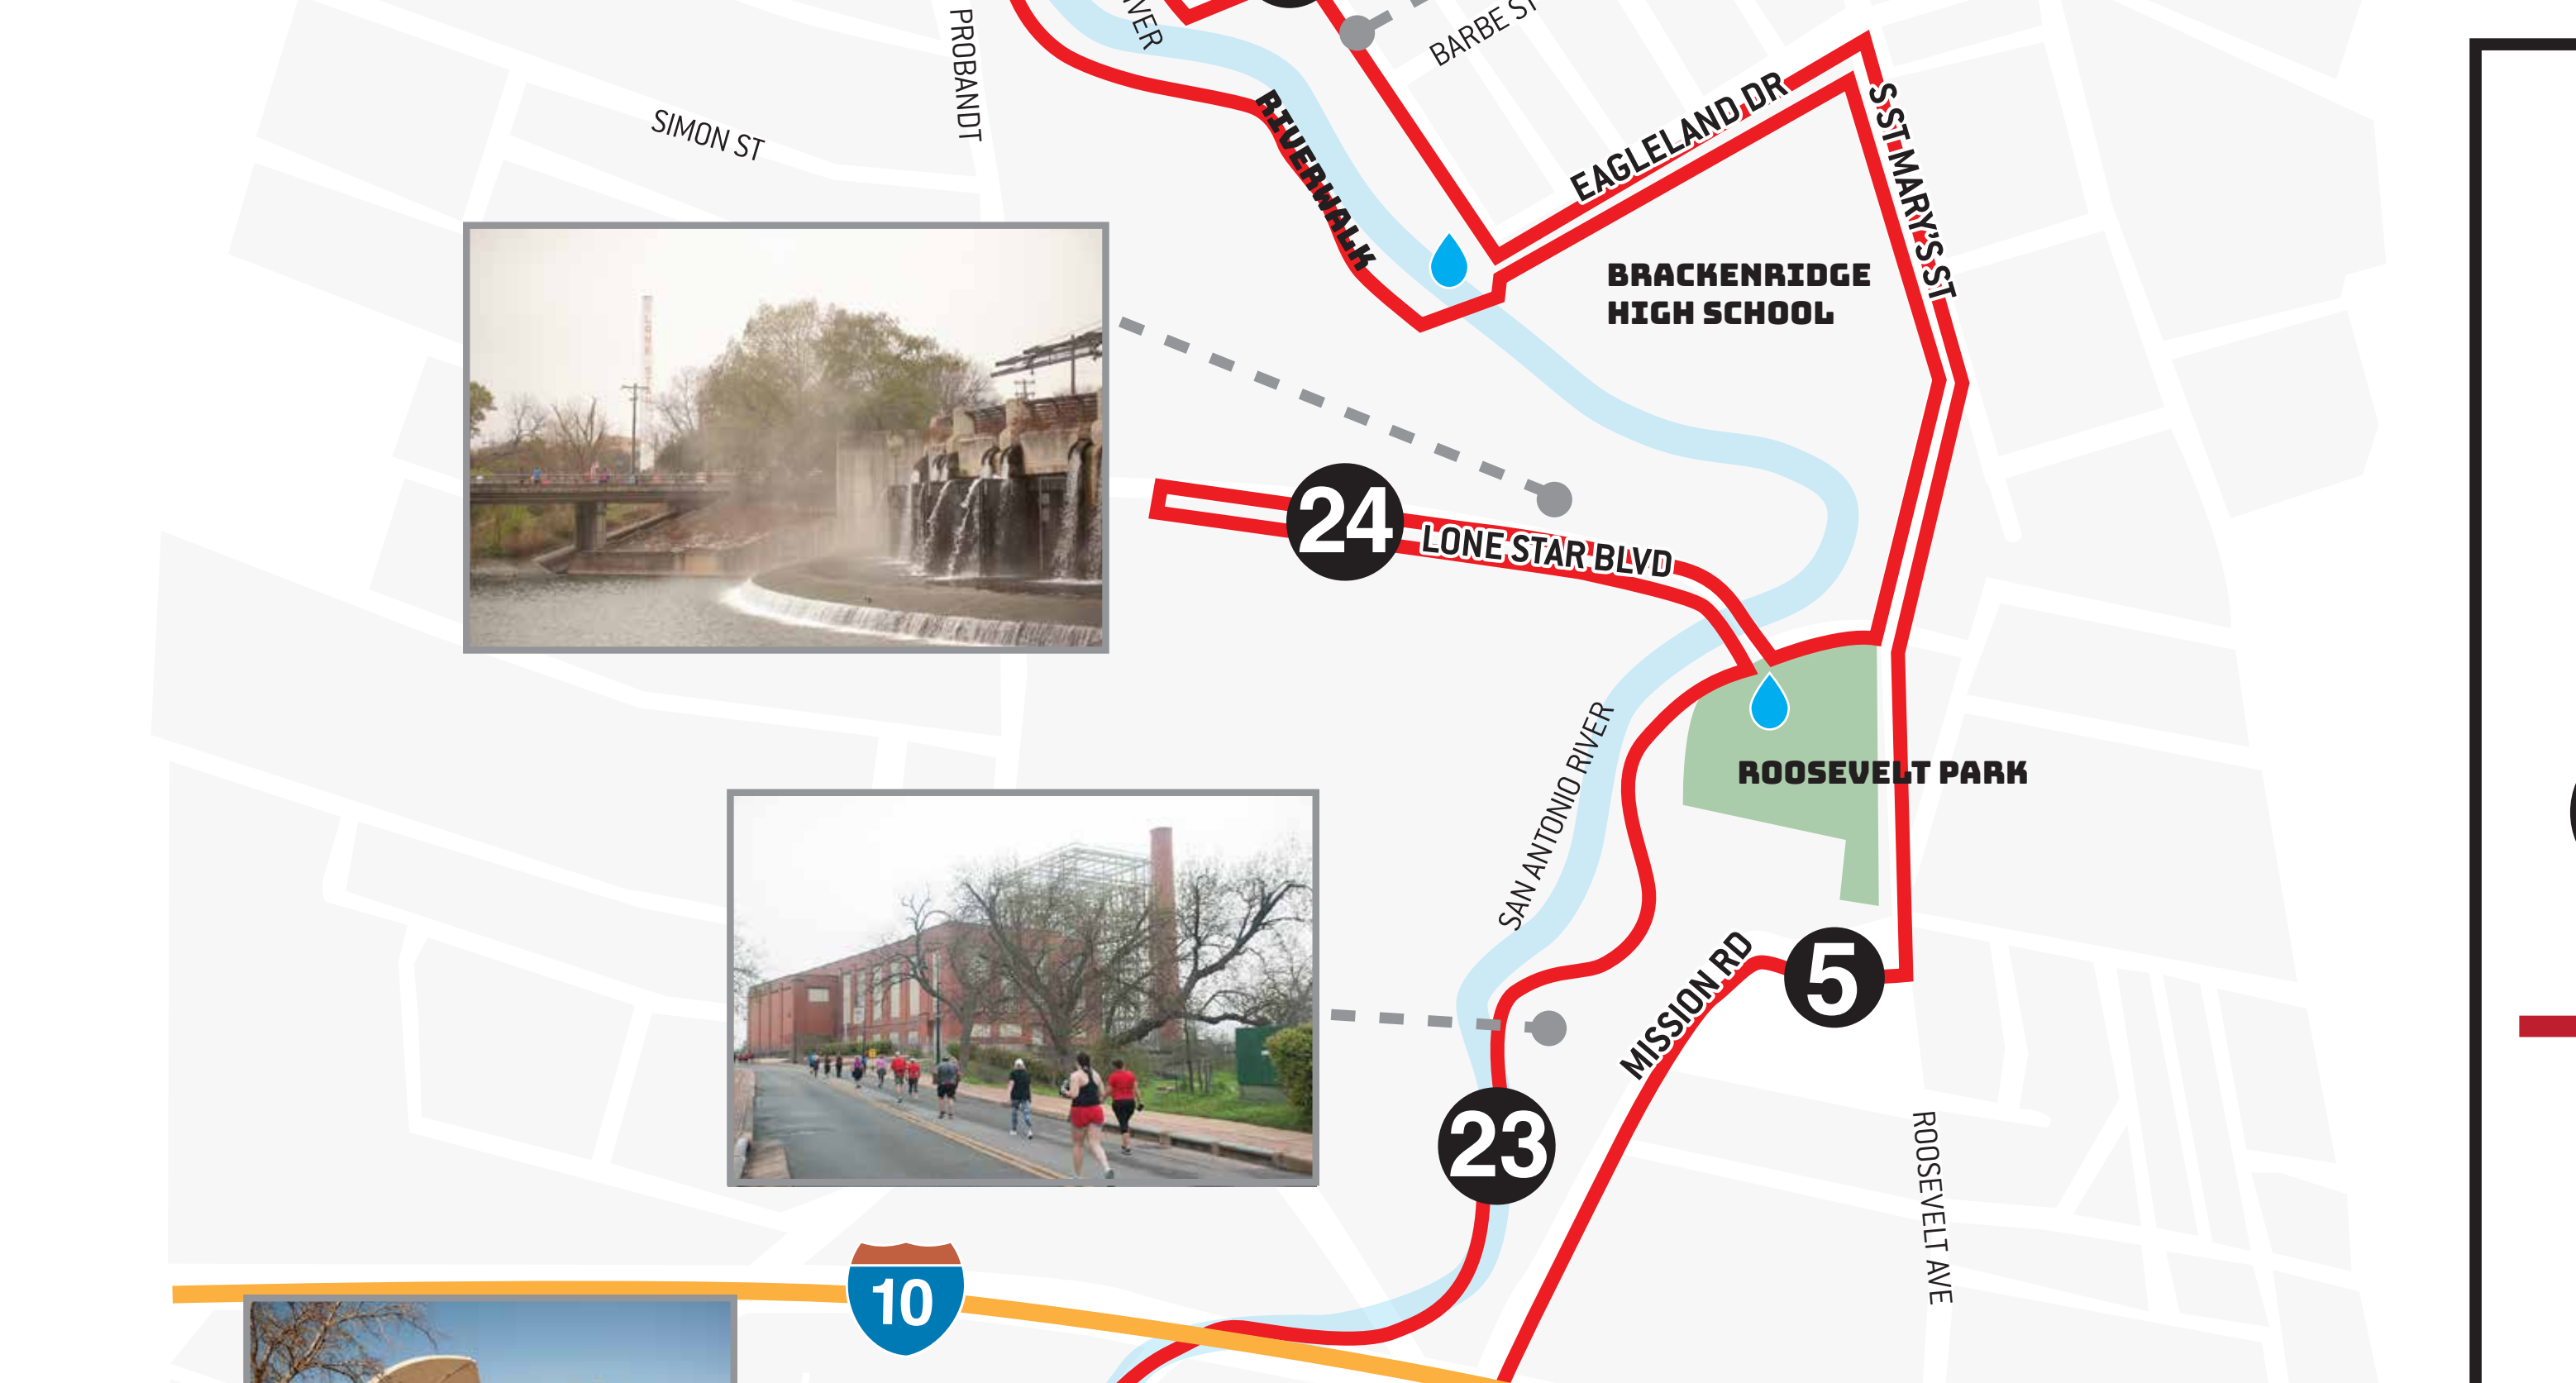 PROBANDT
BARBE ST
SIMON ST
RIVERWALK
EAGLELAND DR
S ST MARY'S ST
BRACKENRIDGE
HIGH SCHOOL
24
LONE STAR BLVD
SAN ANTONIO RIVER
ROOSEVELT PARK
MISSION RD
5
23
ROOSEVELT AVE
10